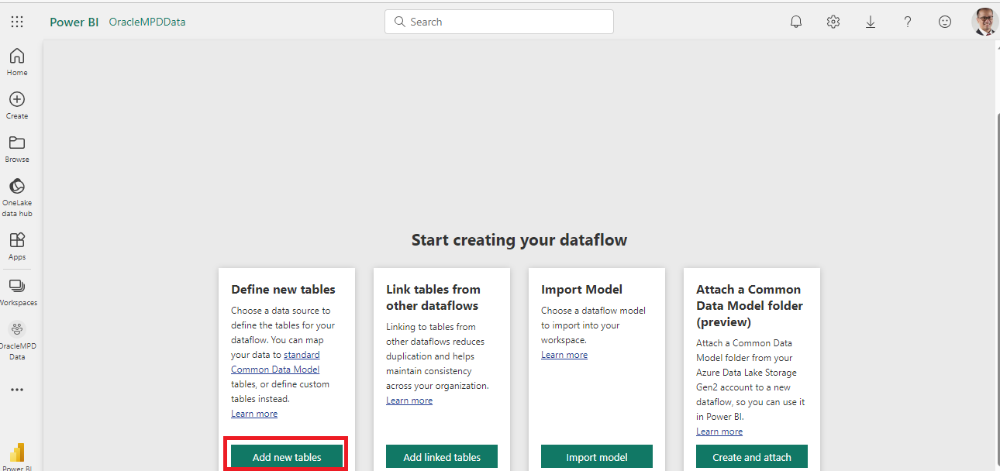 Power BI OracleMPDData
Search
Home
Create
Browse
OneLake
data hub
Apps
Workspaces
OracleMPD
Data
Power BI
Start creating your dataflow
Define new tables
Choose a data source to
define the tables for your
dataflow. You can map
your data to standard
Common Data Model
tables, or define custom
tables instead.
Learn more
Add new tables
Link tables from
other dataflows
Linking to tables from
other dataflows reduces
duplication and helps
maintain consistency
across your organization.
Learn more
Add linked tables
Import Model
Choose a dataflow model
to import into your
workspace.
Learn more
Import model
Attach a Common
Data Model folder
(preview)
Attach a Common Data
Model folder from your
Azure Data Lake Storage
Gen2 account to a new
dataflow, so you can use it
in Power BI.
Learn more
Create and attach